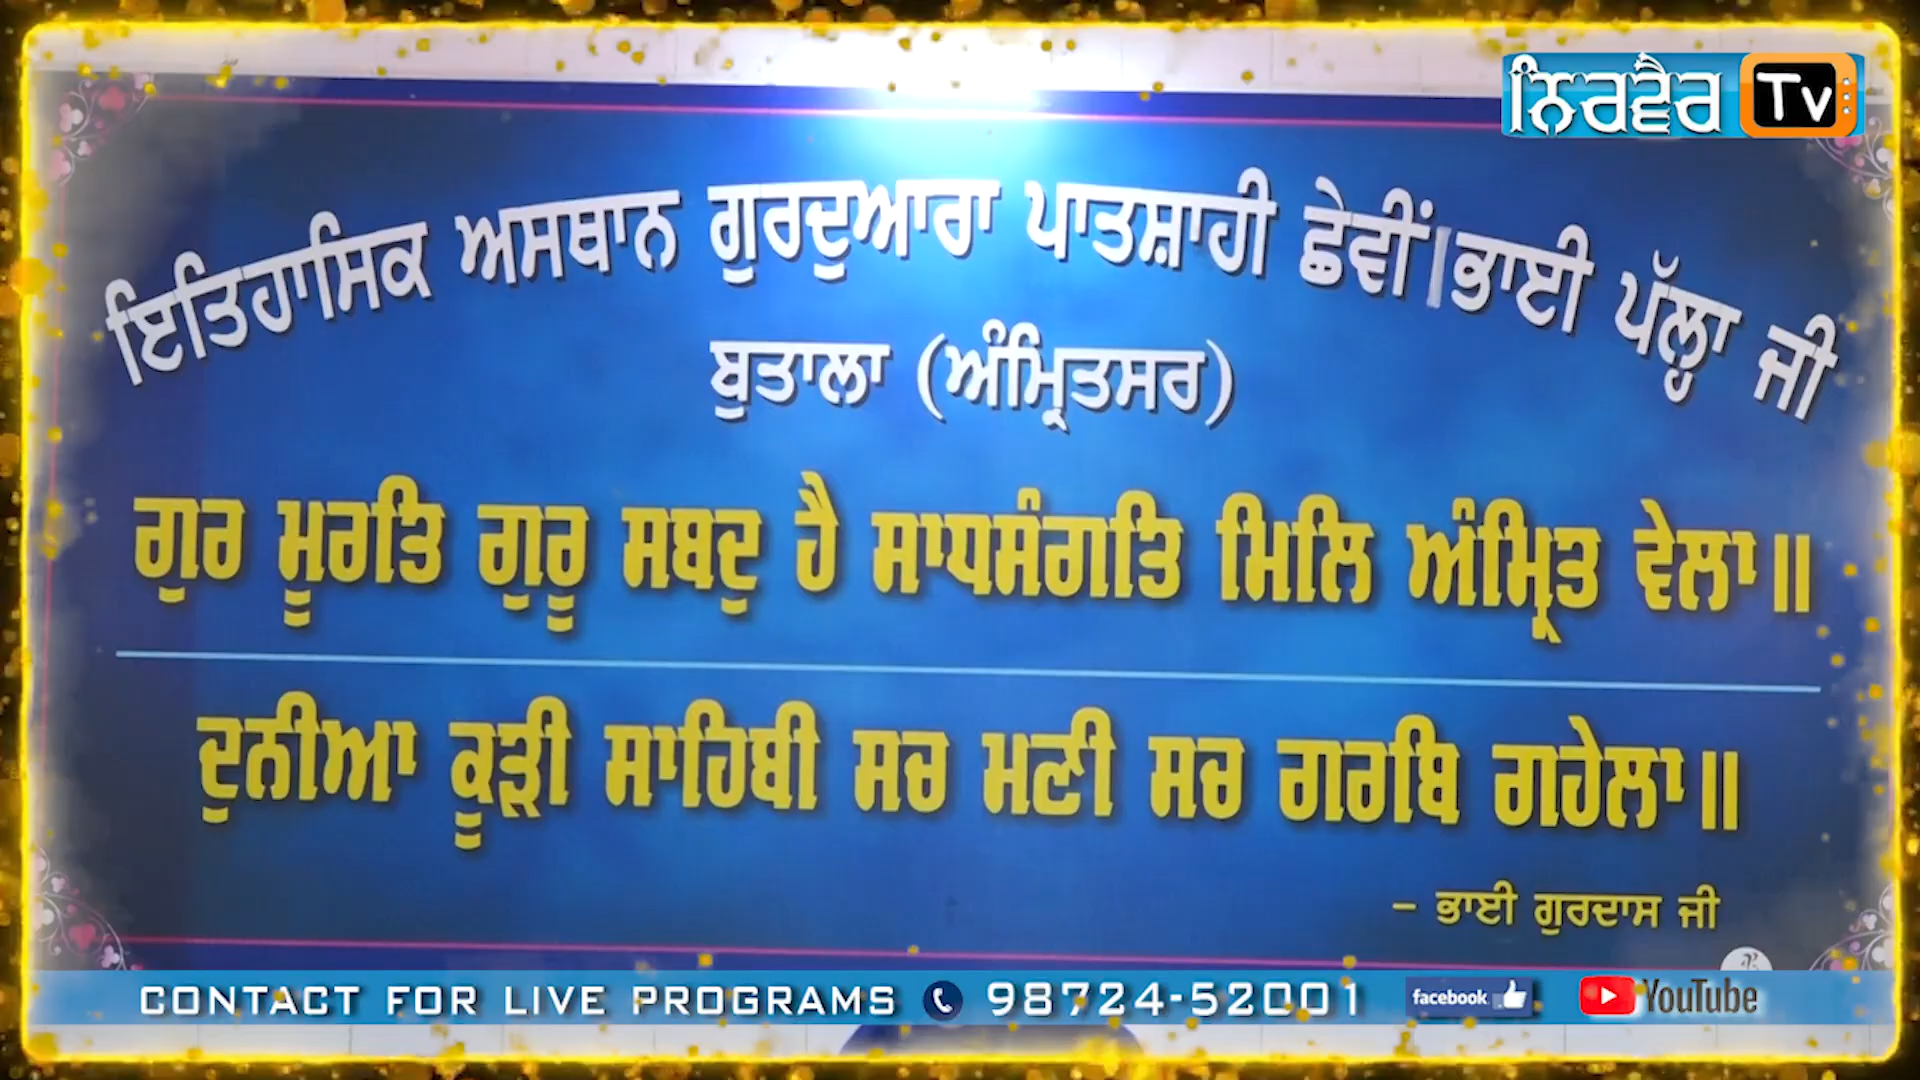 ਨਿਰਵੈਰ Tv
ਇਤਿਹਾਸਿਕ ਅਸਥਾਨ ਗੁਰਦੁਆਰਾ ਪਾਤਸ਼ਾਹੀ ਛੇਵੀਂ|ਭਾਈ ਪੱਲ੍ਹਾ ਜੀ
ਬੁਤਾਲਾ (ਅੰਮ੍ਰਿਤਸਰ)
ਗੁਰ ਮੂਰਤਿ ਗੁਰੂ ਸਬਦੁ ਹੈ ਸਾਧਸੰਗਤਿ ਮਿਲਿ ਅੰਮ੍ਰਿਤ ਵੇਲਾ॥
ਦੁਨੀਆ ਕੂੜੀ ਸਾਹਿਬੀ ਸਚ ਮਣੀ ਸਚ ਗਰਬਿ ਗਹੇਲਾ॥
– ਭਾਈ ਗੁਰਦਾਸ ਜੀ
CONTACT FOR LIVE PROGRAMS 98724-52001 facebook YouTube